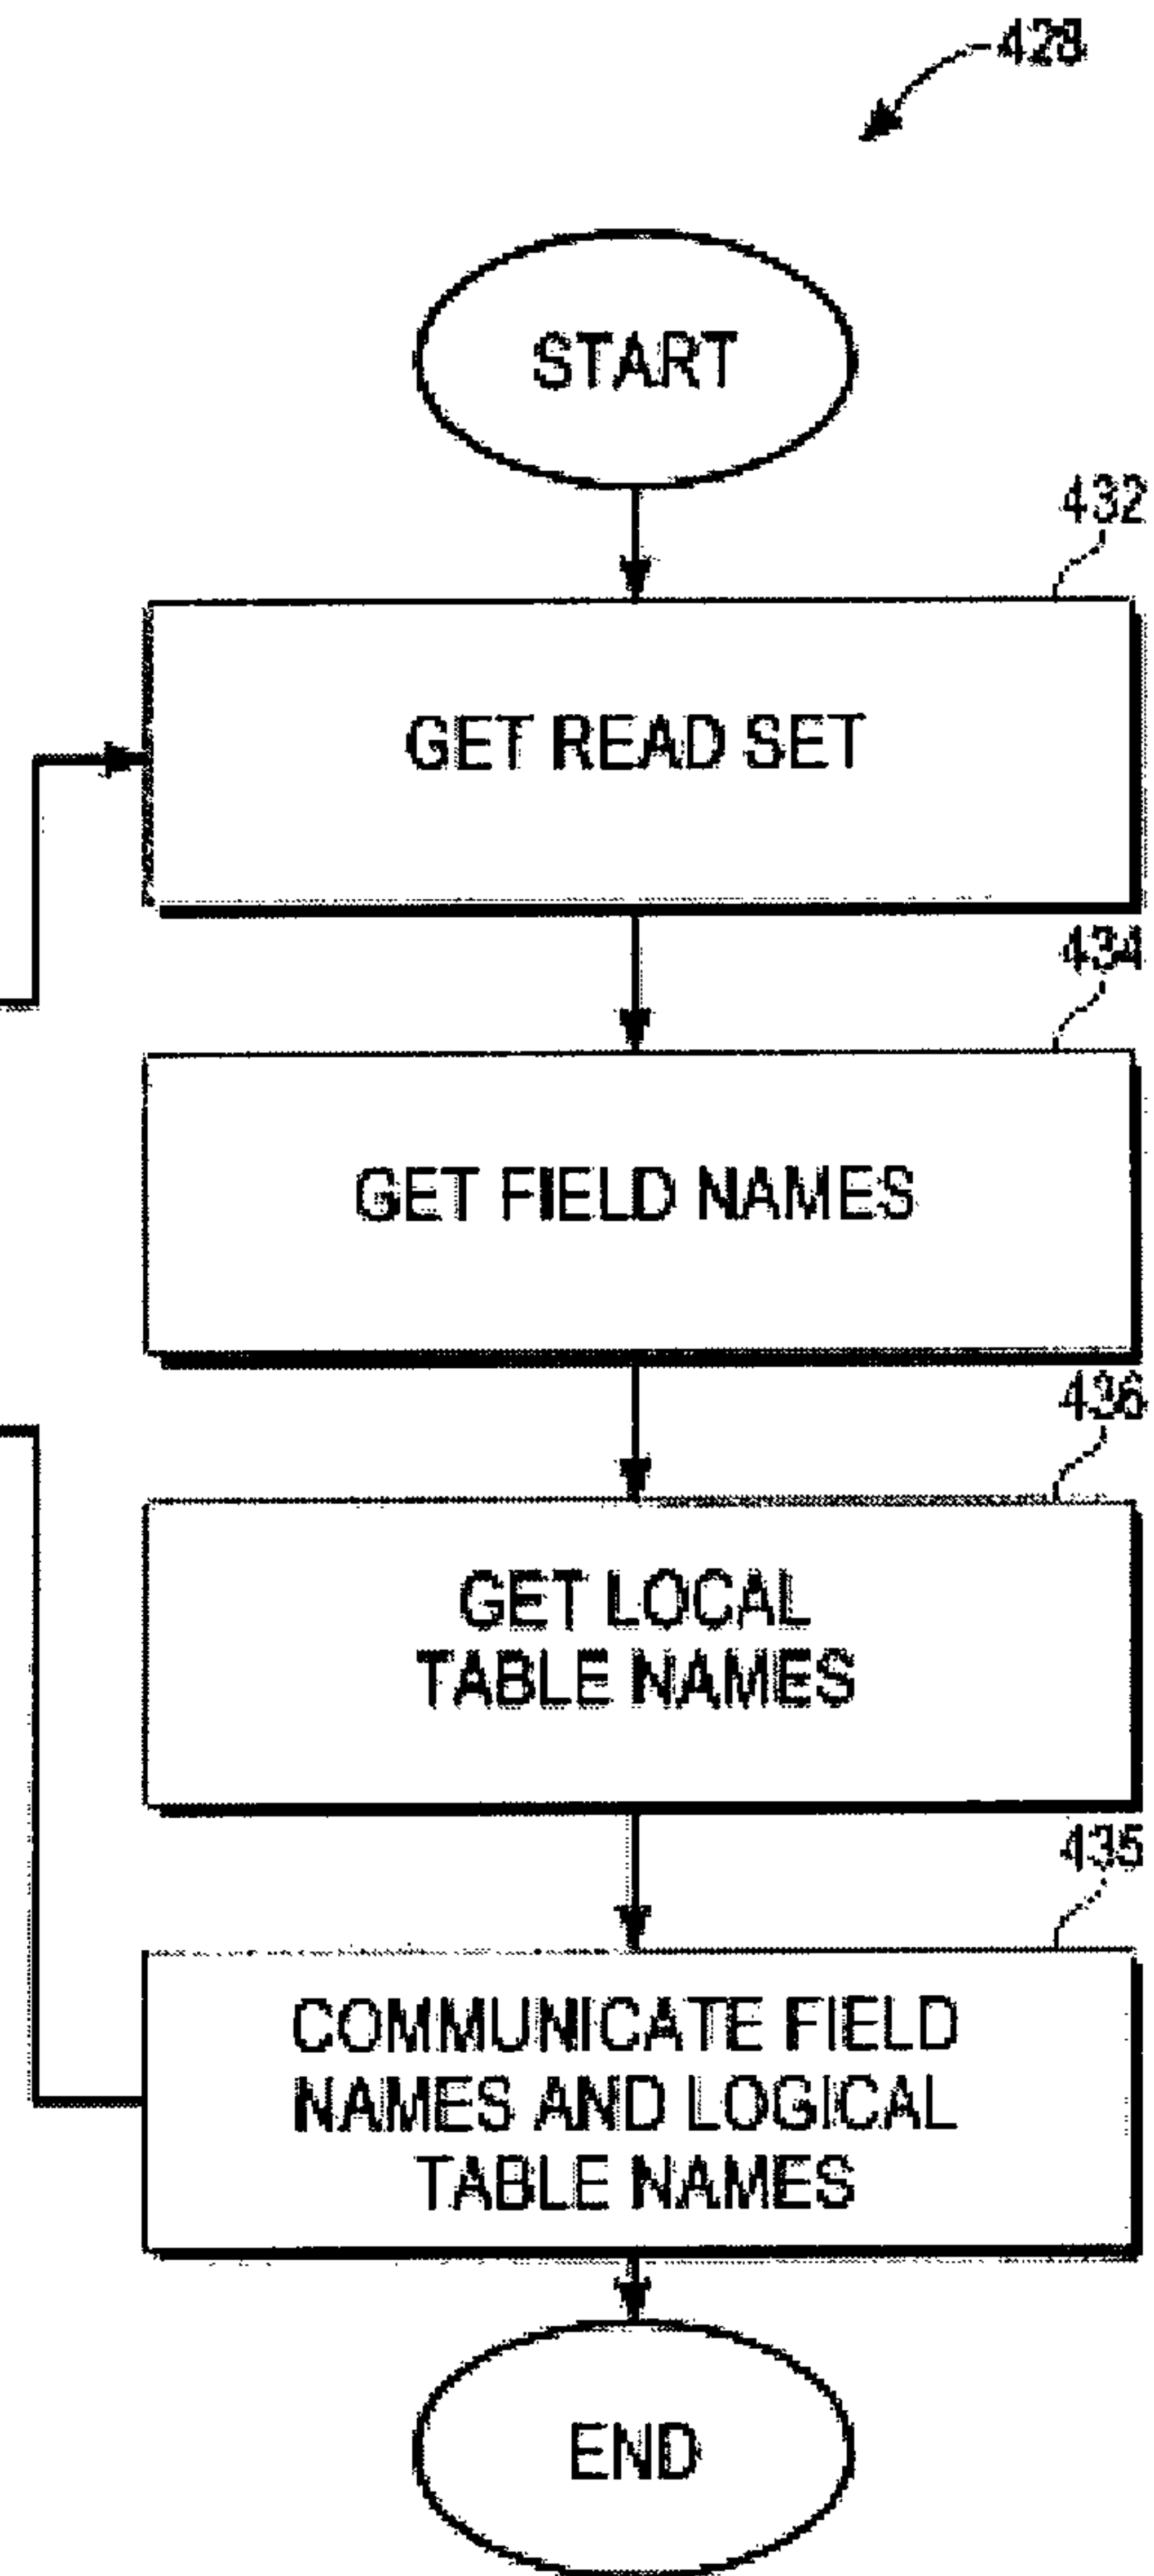 428
START
432
GET READ SET
434
GET FIELD NAMES
436
GET LOCAL
TABLE NAMES
435
COMMUNICATE FIELD
NAMES AND LOGICAL
TABLE NAMES
END